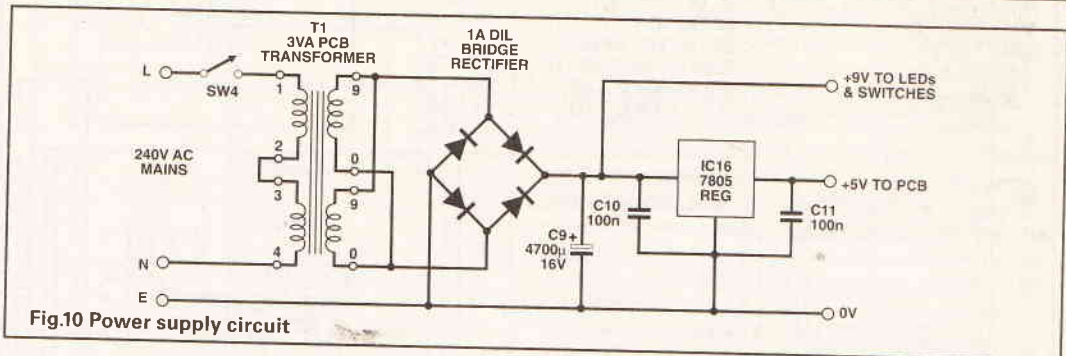 T1
3VA PCB
TRANSFORMER
1A DIL
BRIDGE
RECTIFIER
L
SW4
1
9
+9V TO LEDs
& SWITCHES
240V AC
MAINS
2
0
3
9
IC16
7805
REG
+5V TO PCB
C10
100n
C11
100n
C9 +
4700µ
16V
N
4
0
E
0V
Fig.10 Power supply circuit